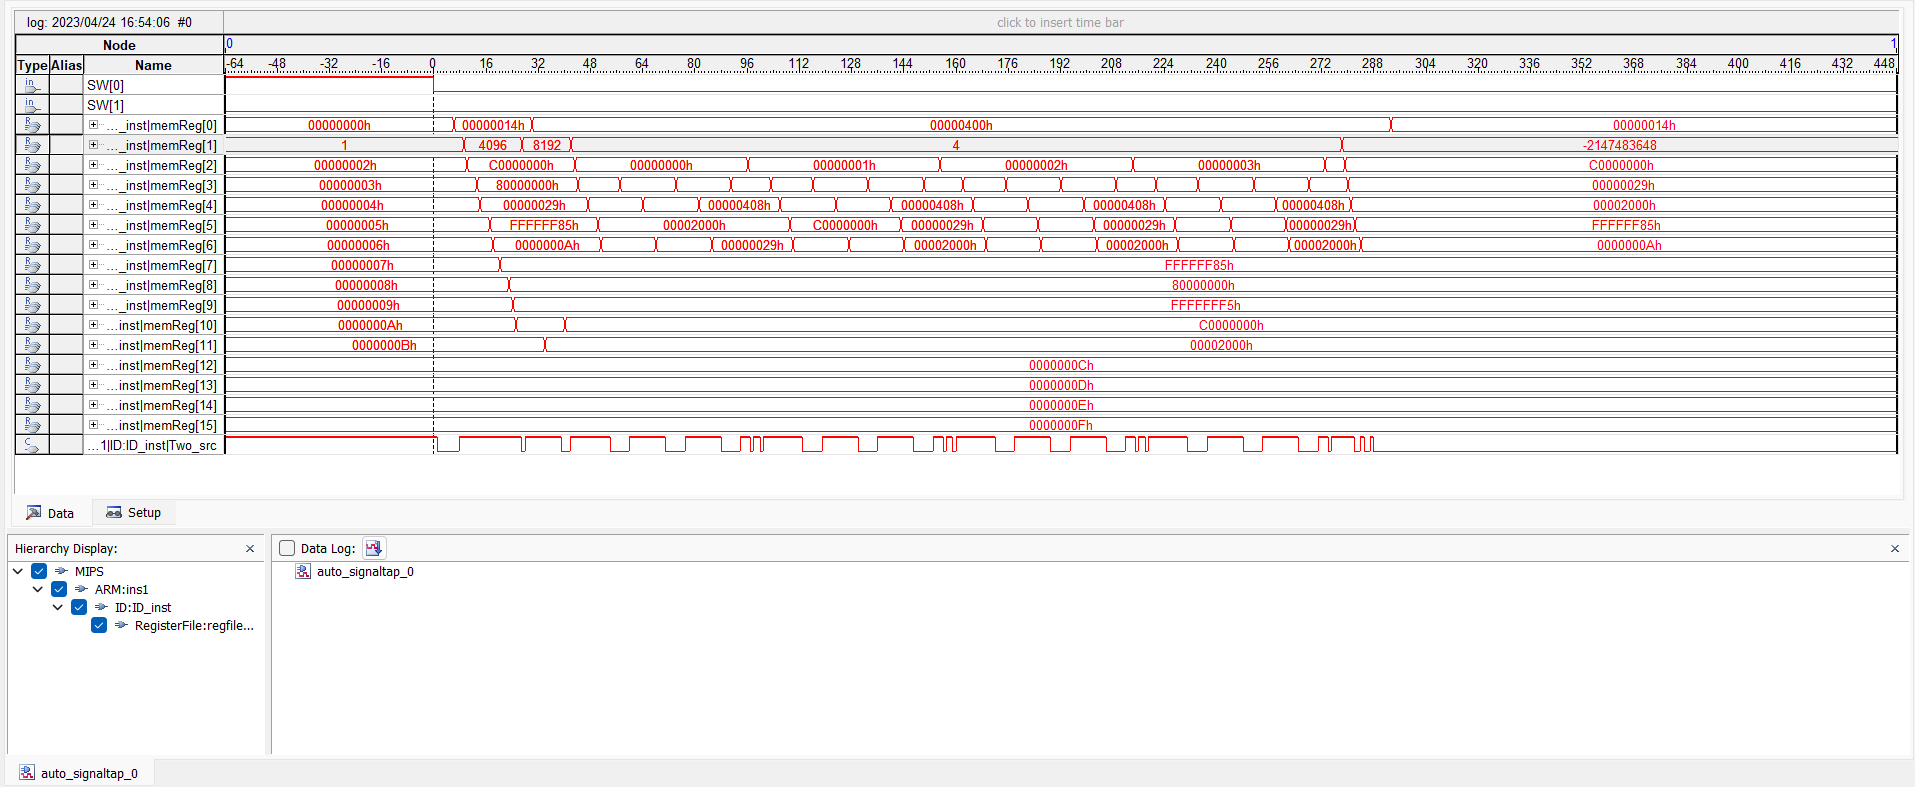 log: 2023/04/24 16:54:06 #0 click to insert time bar
Node 0 1
Type Alias Name -64 -48 -32 -16 0 16 32 48 64 80 96 112 128 144 160 176 192 208 224 240 256 272 288 304 320 336 352 368 384 400 416 432 448
in SW[0]
in SW[1]
R ..._inst|memReg[0] 00000000h 00000014h 00000400h 00000014h
R ..._inst|memReg[1] 1 4096 8192 4 -2147483648
R ..._inst|memReg[2] 00000002h C0000000h 00000000h 00000001h 00000002h 00000003h C0000000h
R ..._inst|memReg[3] 00000003h 80000000h 00000029h
R ..._inst|memReg[4] 00000004h 00000029h 00000408h 00000408h 00000408h 00000408h 00002000h
R ..._inst|memReg[5] 00000005h FFFFFF85h 00002000h C0000000h 00000029h 00000029h 00000029h FFFFFF85h
R ..._inst|memReg[6] 00000006h 0000000Ah 00000029h 00002000h 00002000h 00002000h 0000000Ah
R ..._inst|memReg[7] 00000007h FFFFFF85h
R ..._inst|memReg[8] 00000008h 80000000h
R ..._inst|memReg[9] 00000009h FFFFFFF5h
R ...inst|memReg[10] 0000000Ah C0000000h
R ...inst|memReg[11] 0000000Bh 00002000h
R ...inst|memReg[12] 0000000Ch
R ...inst|memReg[13] 0000000Dh
R ...inst|memReg[14] 0000000Eh
R ...inst|memReg[15] 0000000Fh
C ...1|ID:ID_inst|Two_src
Data Setup
Hierarchy Display:
MIPS
ARM:ins1
ID:ID_inst
RegisterFile:regfile...
Data Log:
auto_signaltap_0
auto_signaltap_0